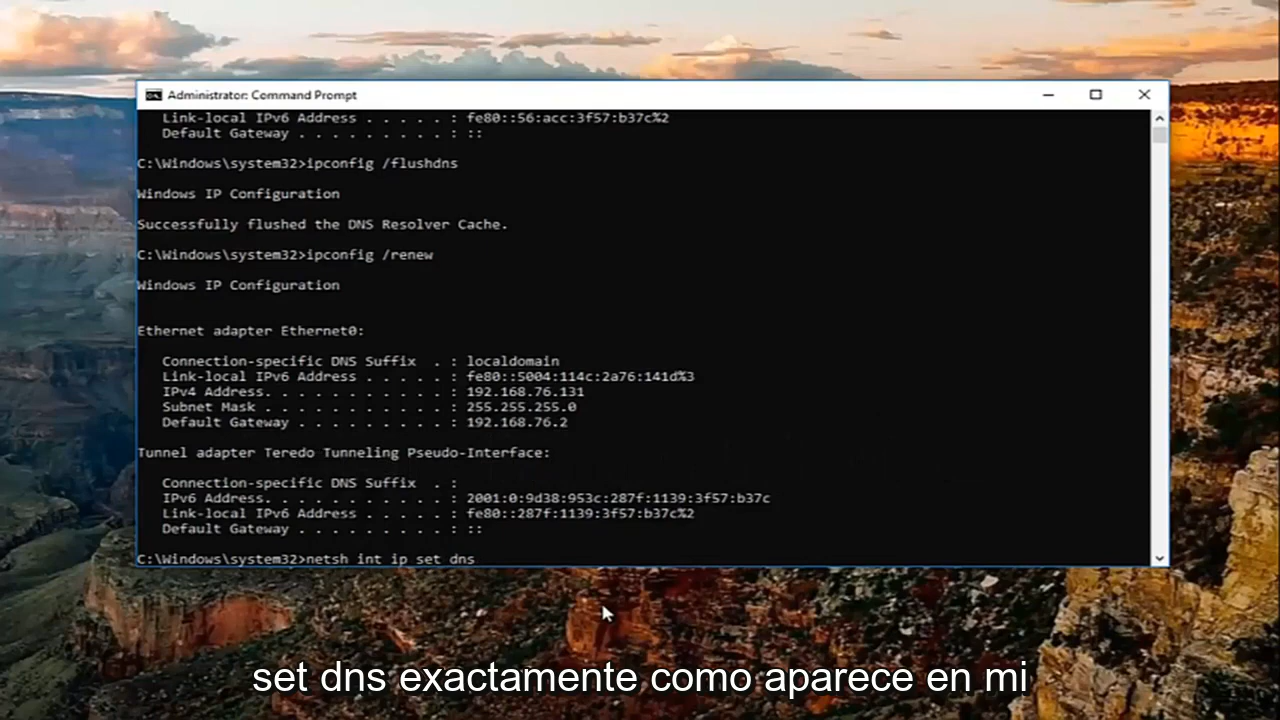 Administrator: Command Prompt
Link-local IPv6 Address . . . . . : fe80::56:acc:3f57:b37c%2
Default Gateway . . . . . . . . . : ::
C:\Windows\system32>ipconfig /flushdns
Windows IP Configuration
Successfully flushed the DNS Resolver Cache.
C:\Windows\system32>ipconfig /renew
Windows IP Configuration
Ethernet adapter Ethernet0:
Connection-specific DNS Suffix . : localdomain
Link-local IPv6 Address . . . . . : fe80::5004:114c:2a76:141d%3
IPv4 Address. . . . . . . . . . . : 192.168.76.131
Subnet Mask . . . . . . . . . . . : 255.255.255.0
Default Gateway . . . . . . . . . : 192.168.76.2
Tunnel adapter Teredo Tunneling Pseudo-Interface:
Connection-specific DNS Suffix . :
IPv6 Address. . . . . . . . . . . : 2001:0:9d38:953c:287f:1139:3f57:b37c
Link-local IPv6 Address . . . . . : fe80::287f:1139:3f57:b37c%2
Default Gateway . . . . . . . . . : ::
C:\Windows\system32>netsh int ip set dns
set dns exactamente como aparece en mi